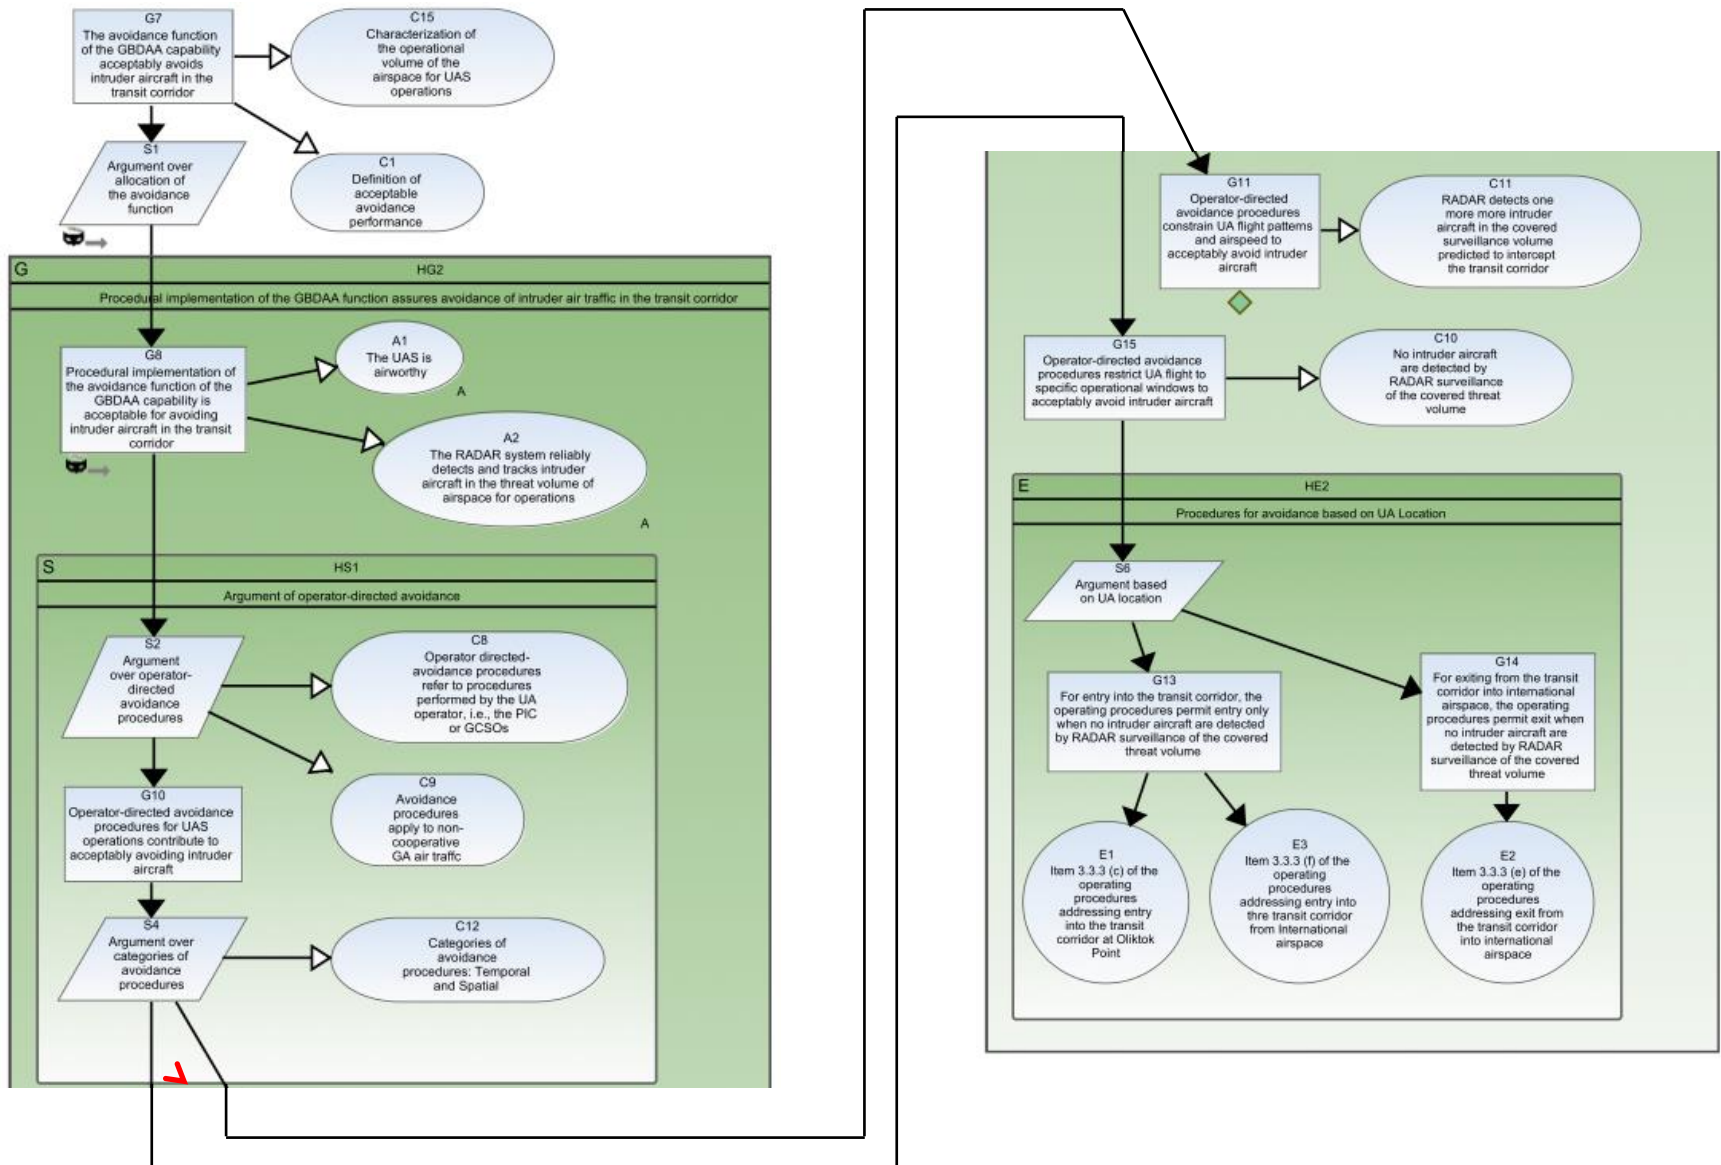 G7
The avoidance function
of the GBDAA capability
acceptably avoids
intruder aircraft in the
transit corridor
C15
Characterization of
the operational
volume of the
airspace for UAS
operations
S1
Argument over
allocation of
the avoidance
function
C1
Definition of
acceptable
avoidance
performance
G
HG2
Procedural implementation of the GBDAA function assures avoidance of intruder air traffic in the transit corridor
G8
Procedural implementation of
the avoidance function of the
GBDAA capability is
acceptable for avoiding
intruder aircraft in the transit
corridor
A1
The UAS is
airworthy
A
A2
The RADAR system reliably
detects and tracks intruder
aircraft in the threat volume of
airspace for operations
A
S
HS1
Argument of operator-directed avoidance
S2
Argument
over operator-
directed
avoidance
procedures
C8
Operator directed-
avoidance procedures
refer to procedures
performed by the UA
operator, i.e., the PIC
or GCSOs
C9
Avoidance
procedures
apply to non-
cooperative
GA air traffc
G10
Operator-directed avoidance
procedures for UAS
operations contribute to
acceptably avoiding intruder
aircraft
S4
Argument over
categories of
avoidance
procedures
C12
Categories of
avoidance
procedures: Temporal
and Spatial
G11
Operator-directed
avoidance procedures
constrain UA flight patterns
and airspeed to
acceptably avoid intruder
aircraft
C11
RADAR detects one
more more intruder
aircraft in the covered
surveillance volume
predicted to intercept
the transit corridor
G15
Operator-directed avoidance
procedures restrict UA flight to
specific operational windows to
acceptably avoid intruder aircraft
C10
No intruder aircraft
are detected by
RADAR surveillance
of the covered threat
volume
E
HE2
Procedures for avoidance based on UA Location
S6
Argument based
on UA location
G13
For entry into the transit corridor, the
operating procedures permit entry only
when no intruder aircraft are detected
by RADAR surveillance of the covered
threat volume
G14
For exiting from the transit
corridor into international
airspace, the operating
procedures permit exit when
no intruder aircraft are
detected by RADAR
surveillance of the covered
threat volume
E1
Item 3.3.3 (c) of the
operating
procedures
addressing entry
into the transit
corridor at Oliktok
Point
E3
Item 3.3.3 (f) of the
operating
procedures
addressing entry into
thre transit corridor
from International
airspace
E2
Item 3.3.3 (e) of the
operating
procedures
addressing exit from
the transit corridor
into international
airspace